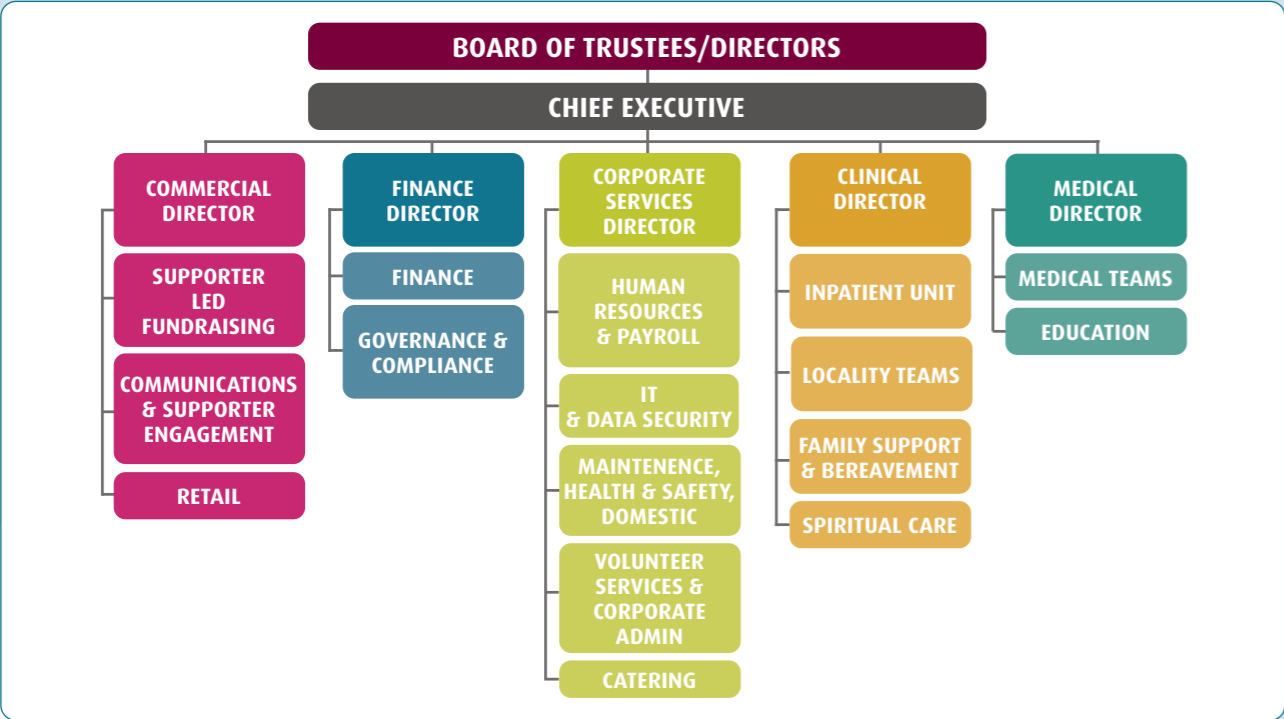 BOARD OF TRUSTEES/DIRECTORS
CHIEF EXECUTIVE
COMMERCIAL
DIRECTOR
SUPPORTER
LED
FUNDRAISING
COMMUNICATIONS
& SUPPORTER
ENGAGEMENT
RETAIL
FINANCE
DIRECTOR
FINANCE
GOVERNANCE &
COMPLIANCE
CORPORATE
SERVICES
DIRECTOR
HUMAN
RESOURCES
& PAYROLL
IT
& DATA SECURITY
MAINTENENCE,
HEALTH & SAFETY,
DOMESTIC
VOLUNTEER
SERVICES &
CORPORATE
ADMIN
CATERING
CLINICAL
DIRECTOR
INPATIENT UNIT
LOCALITY TEAMS
FAMILY SUPPORT
& BEREAVEMENT
SPIRITUAL CARE
MEDICAL
DIRECTOR
MEDICAL TEAMS
EDUCATION